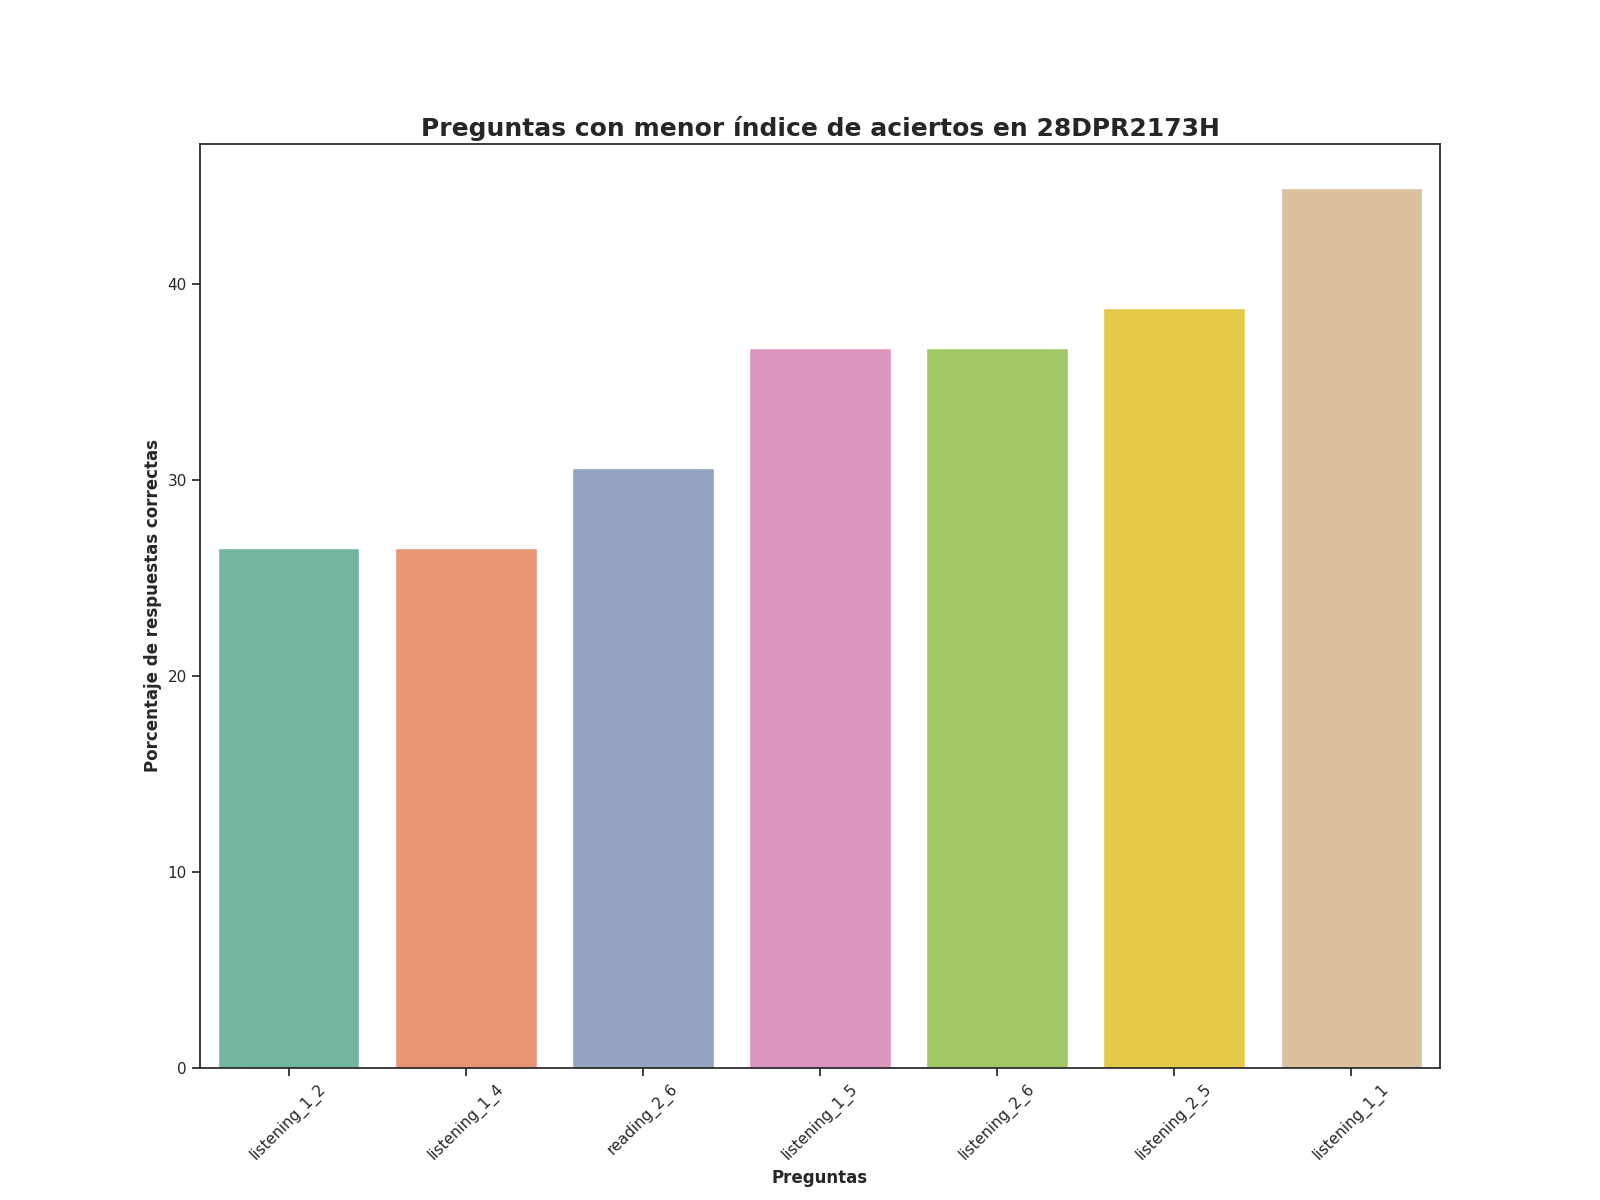 Preguntas con menor índice de aciertos en 28DPR2173H
Porcentaje de respuestas correctas
40
30
20
10
0
listening_1_2
listening_1_4
reading_2_6
listening_1_5
listening_2_6
listening_2_5
listening_1_1
Preguntas